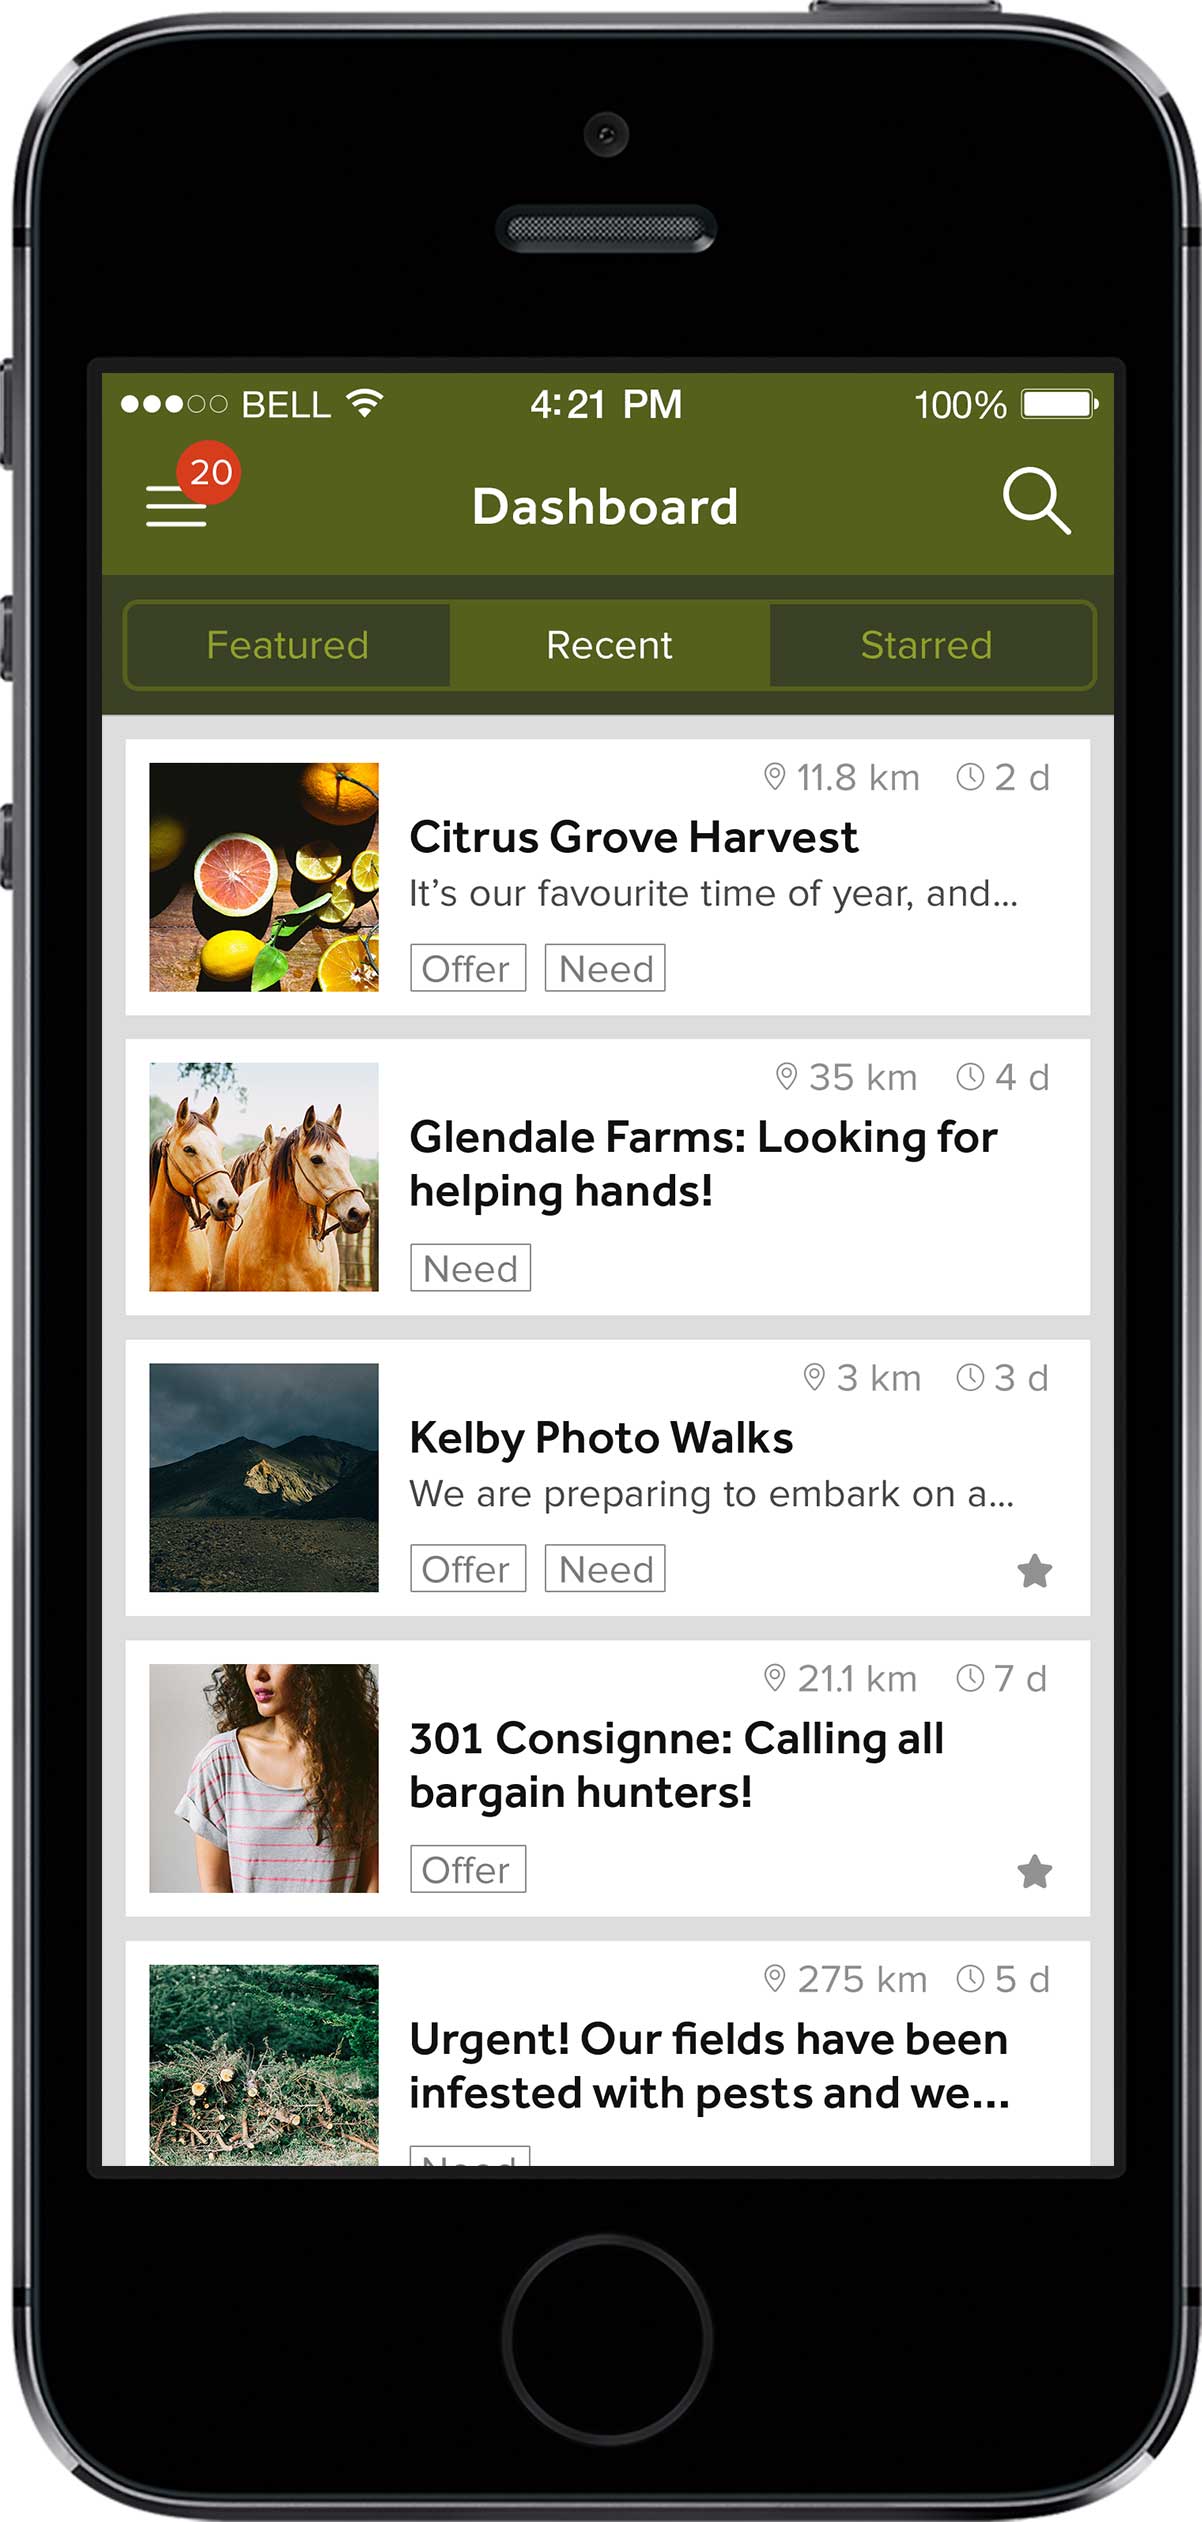 BELL 4:21 PM 100%
20
Dashboard
Featured Recent Starred
11.8 km 2 d
Citrus Grove Harvest
It’s our favourite time of year, and...
Offer Need
35 km 4 d
Glendale Farms: Looking for
helping hands!
Need
3 km 3 d
Kelby Photo Walks
We are preparing to embark on a...
Offer Need
21.1 km 7 d
301 Consignne: Calling all
bargain hunters!
Offer
275 km 5 d
Urgent! Our fields have been
infested with pests and we...
Need